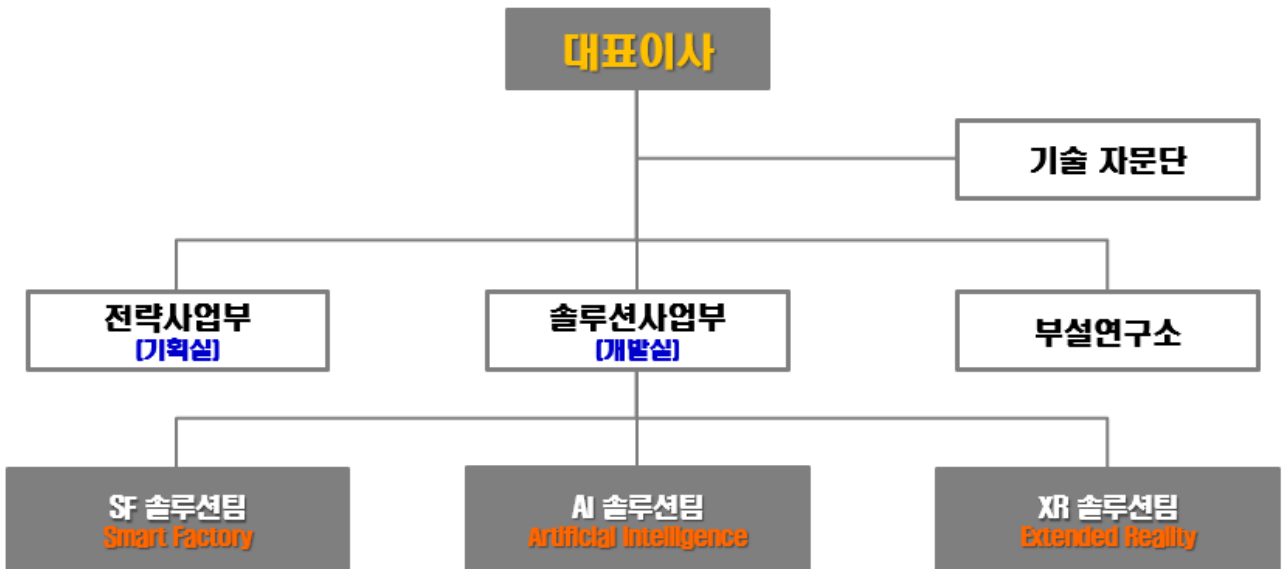 대표이사
기술 자문단
전략사업부
(기획실)
솔루션사업부
(개발실)
부설연구소
SF 솔루션팀
Smart Factory
AI 솔루션팀
Artificial Intelligence
XR 솔루션팀
Extended Reality